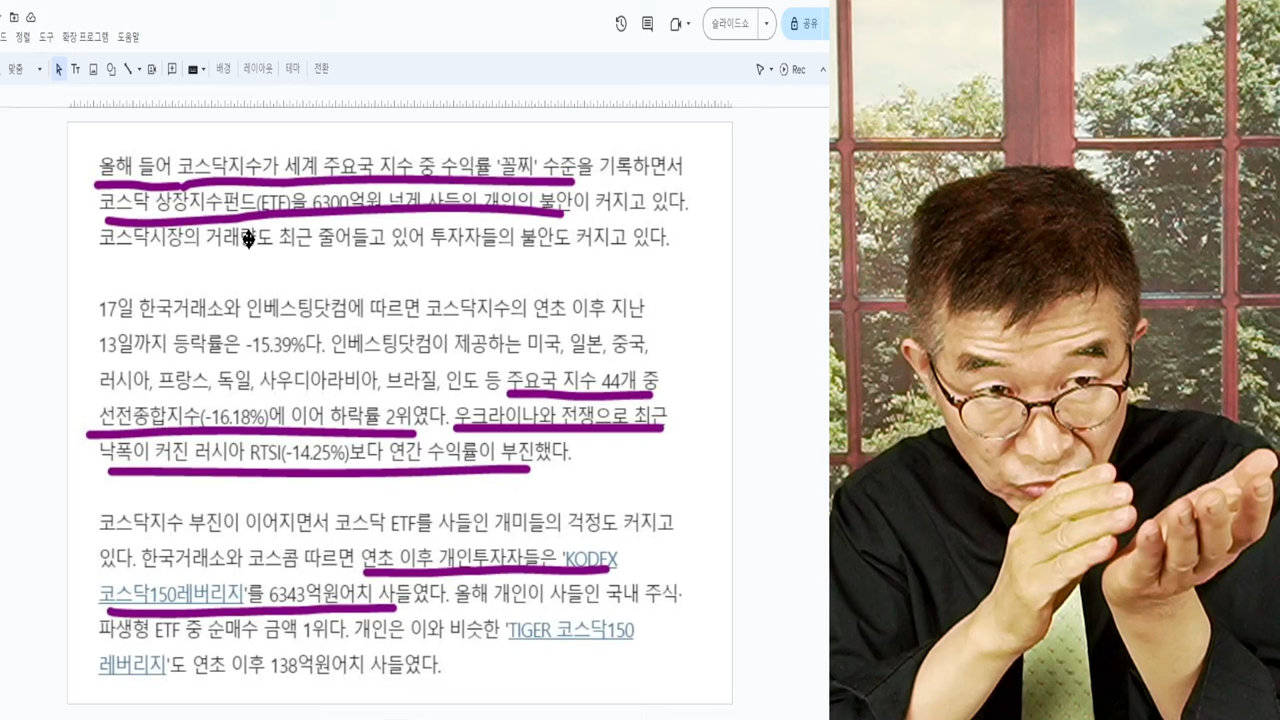 정렬 도구 확장 프로그램 도움말
슬라이드쇼
공유
맞춤
배경 레이아웃 테마 전환
Rec
올해 들어 코스닥지수가 세계 주요국 지수 중 수익률 '꼴찌' 수준을 기록하면서
코스닥 상장지수펀드(ETF)을 6300억원 넘게 사들의 개인의 불안이 커지고 있다.
코스닥시장의 거래량도 최근 줄어들고 있어 투자자들의 불안도 커지고 있다.
17일 한국거래소와 인베스팅닷컴에 따르면 코스닥지수의 연초 이후 지난
13일까지 등락률은 -15.39%다. 인베스팅닷컴이 제공하는 미국, 일본, 중국,
러시아, 프랑스, 독일, 사우디아라비아, 브라질, 인도 등 주요국 지수 44개 중
선전종합지수(-16.18%)에 이어 하락률 2위였다. 우크라이나와 전쟁으로 최근
낙폭이 커진 러시아 RTSI(-14.25%)보다 연간 수익률이 부진했다.
코스닥지수 부진이 이어지면서 코스닥 ETF를 사들인 개미들의 걱정도 커지고
있다. 한국거래소와 코스콤 따르면 연초 이후 개인투자자들은 'KODEX
코스닥150레버리지'를 6343억원어치 사들였다. 올해 개인이 사들인 국내 주식·
파생형 ETF 중 순매수 금액 1위다. 개인은 이와 비슷한 'TIGER 코스닥150
레버리지'도 연초 이후 138억원어치 사들였다.